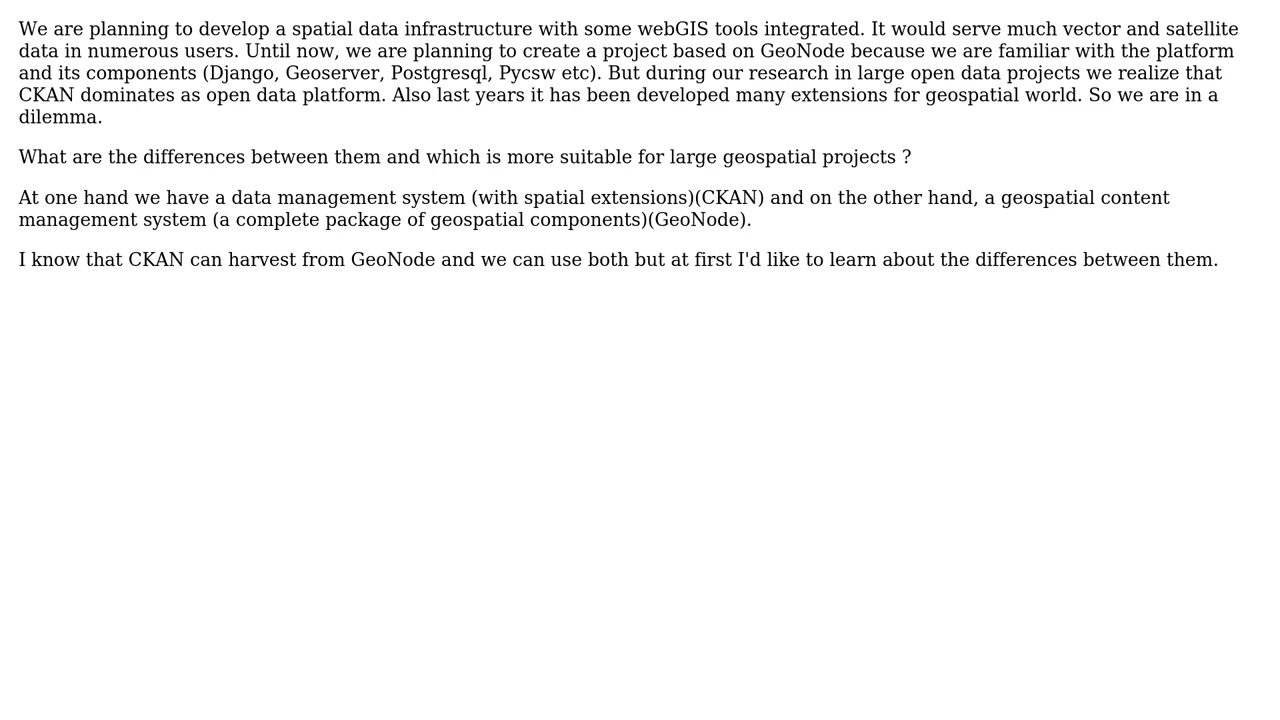 We are planning to develop a spatial data infrastructure with some webGIS tools integrated. It would serve much vector and satellite
data in numerous users. Until now, we are planning to create a project based on GeoNode because we are familiar with the platform
and its components (Django, Geoserver, Postgresql, Pycsw etc). But during our research in large open data projects we realize that
CKAN dominates as open data platform. Also last years it has been developed many extensions for geospatial world. So we are in a
dilemma.
What are the differences between them and which is more suitable for large geospatial projects ?
At one hand we have a data management system (with spatial extensions)(CKAN) and on the other hand, a geospatial content
management system (a complete package of geospatial components)(GeoNode).
I know that CKAN can harvest from GeoNode and we can use both but at first I'd like to learn about the differences between them.